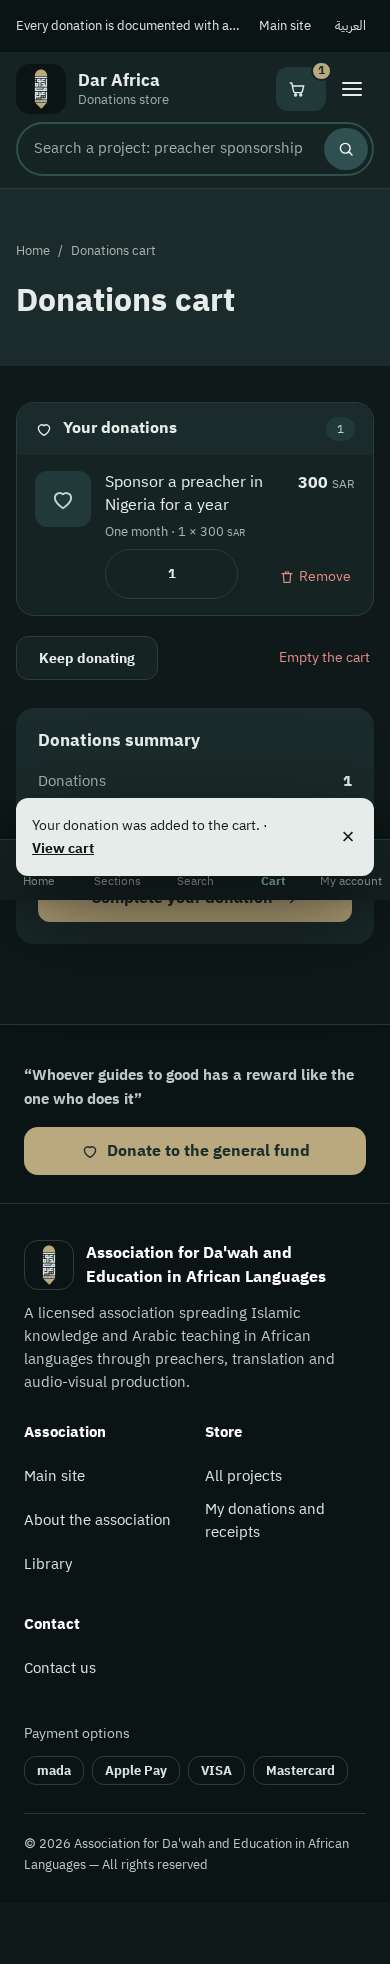 Every donation is documented with a...
Main site
العربية
Dar Africa
1
Donations store
Search a project: preacher sponsorship
Home / Donations cart
Donations cart
Your donations
1
Sponsor a preacher in
Nigeria for a year
300 SAR
One month · 1 × 300 SAR
1
Remove
Keep donating
Empty the cart
Donations summary
Donations
1
Your donation was added to the cart. ·
View cart
Home
Sections
Search
Cart
My account
Complete your donation
“Whoever guides to good has a reward like the
one who does it”
Donate to the general fund
Association for Da'wah and
Education in African Languages
A licensed association spreading Islamic
knowledge and Arabic teaching in African
languages through preachers, translation and
audio-visual production.
Association
Main site
About the association
Library
Store
All projects
My donations and
receipts
Contact
Contact us
Payment options
mada
Apple Pay
VISA
Mastercard
© 2026 Association for Da'wah and Education in African
Languages — All rights reserved